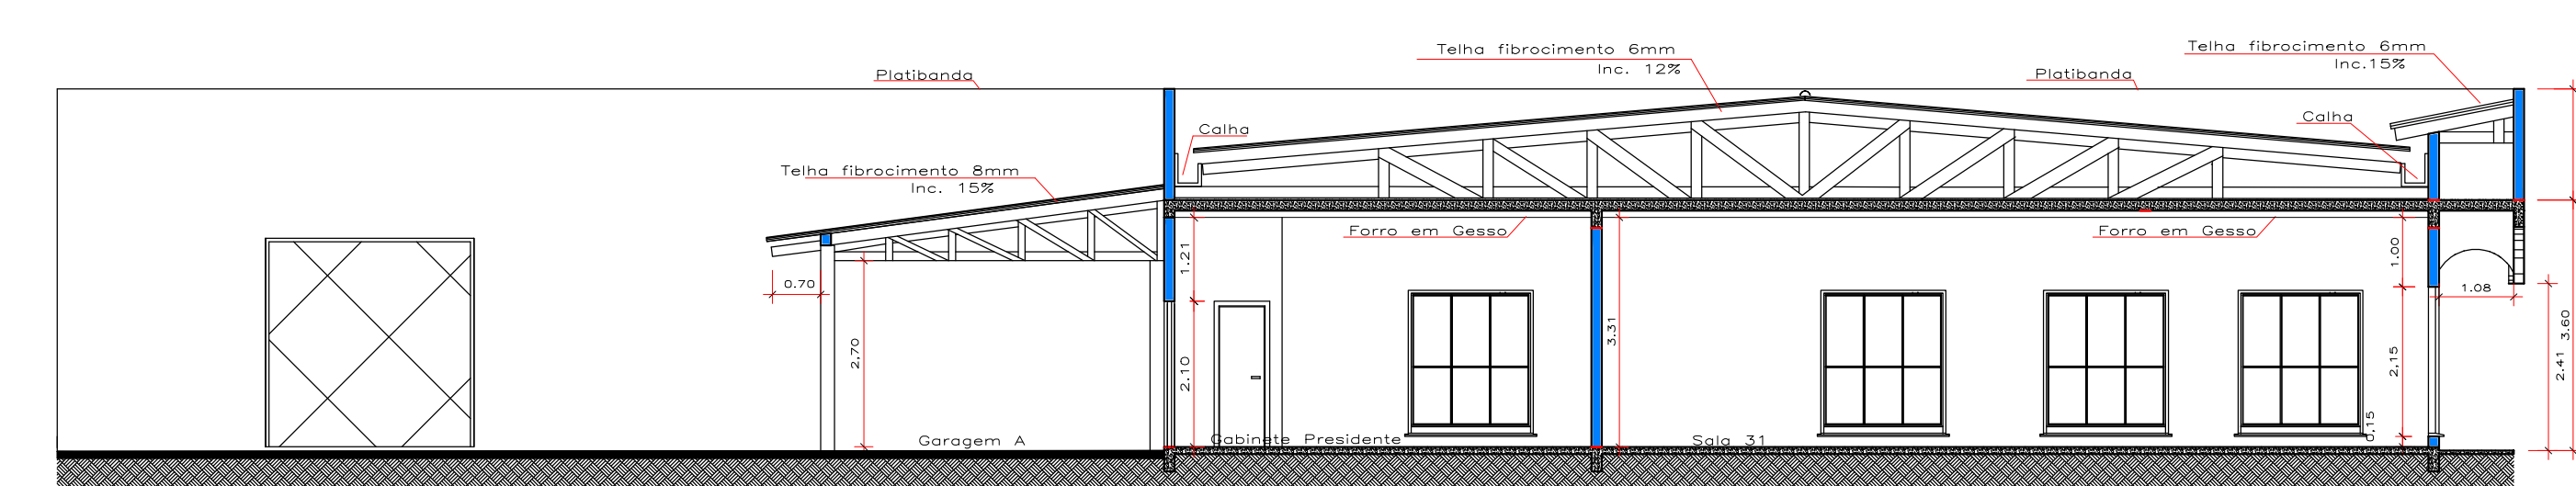 Telha fibrocimento 6mm
Inc. 12%
Telha fibrocimento 6mm
Inc.15%
Platibanda
Platibanda
Calha
Calha
Telha fibrocimento 8mm
Inc. 15%
Forro em Gesso
Forro em Gesso
0.70
2.70
1.21
2.10
3.31
1.00
2,15
0,15
1.08
2.41
3.60
Garagem A
Gabinete Presidente
Sala 31